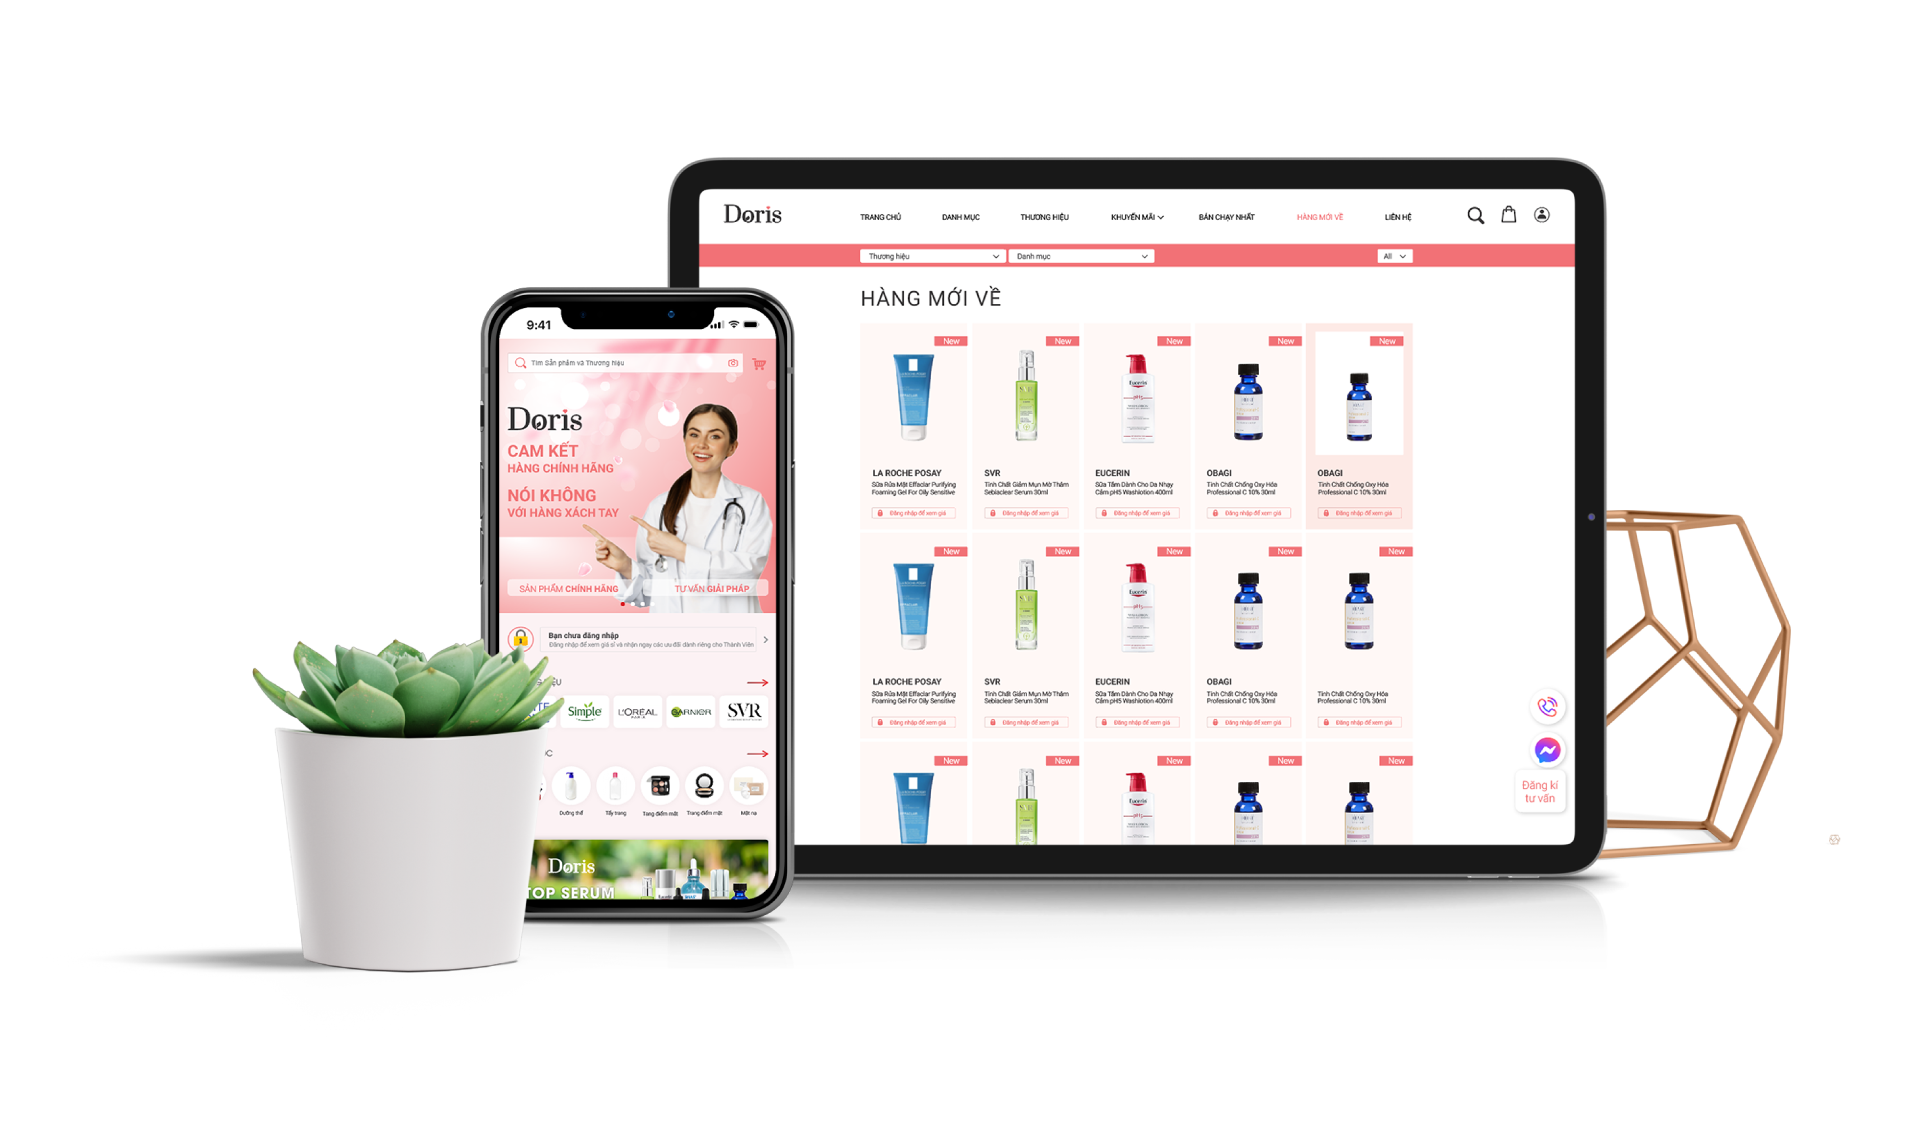 Doris
TRANG CHỦ
DANH MỤC
THƯƠNG HIỆU
KHUYẾN MÃI
BÁN CHẠY NHẤT
HÀNG MỚI VỀ
LIÊN HỆ
Thương hiệu
Danh mục
All
HÀNG MỚI VỀ
New
New
New
New
New
Eucerin
LA ROCHE POSAY
Sữa Rửa Mặt Effaclar Purifying
Foaming Gel For Oily Sensitive
Đăng nhập để xem giá
SVR
Tinh Chất Giảm Mụn Mờ Thâm
Sebiaclear Serum 30ml
Đăng nhập để xem giá
EUCERIN
Sữa Tắm Dành Cho Da Nhạy
Cảm pH5 Washlotion 400ml
Đăng nhập để xem giá
OBAGI
Tinh Chất Chống Oxy Hóa
Professional C 10% 30ml
Đăng nhập để xem giá
OBAGI
Tinh Chất Chống Oxy Hóa
Professional C 10% 30ml
Đăng nhập để xem giá
New
New
New
New
New
Eucerin
LA ROCHE POSAY
Sữa Rửa Mặt Effaclar Purifying
Foaming Gel For Oily Sensitive
Đăng nhập để xem giá
SVR
Tinh Chất Giảm Mụn Mờ Thâm
Sebiaclear Serum 30ml
Đăng nhập để xem giá
EUCERIN
Sữa Tắm Dành Cho Da Nhạy
Cảm pH5 Washlotion 400ml
Đăng nhập để xem giá
OBAGI
Tinh Chất Chống Oxy Hóa
Professional C 10% 30ml
Đăng nhập để xem giá
Tinh Chất Chống Oxy Hóa
Professional C 10% 30ml
Đăng nhập để xem giá
New
New
New
New
New
Eucerin
Đăng kí
tư vấn
9:41
Tìm Sản phẩm và Thương hiệu
Doris
CAM KẾT
HÀNG CHÍNH HÃNG
NÓI KHÔNG
VỚI HÀNG XÁCH TAY
SẢN PHẨM CHÍNH HÃNG
TƯ VẤN GIẢI PHÁP
Bạn chưa đăng nhập
Đăng nhập để xem giá sỉ và nhận ngay các ưu đãi dành riêng cho Thành Viên
Simple
L'ORÉAL
PARIS
GARNIER
SVR
Dưỡng thể
Tẩy trang
Tang điểm mắt
Trang điểm mặt
Mặt nạ
Doris
TOP SERUM